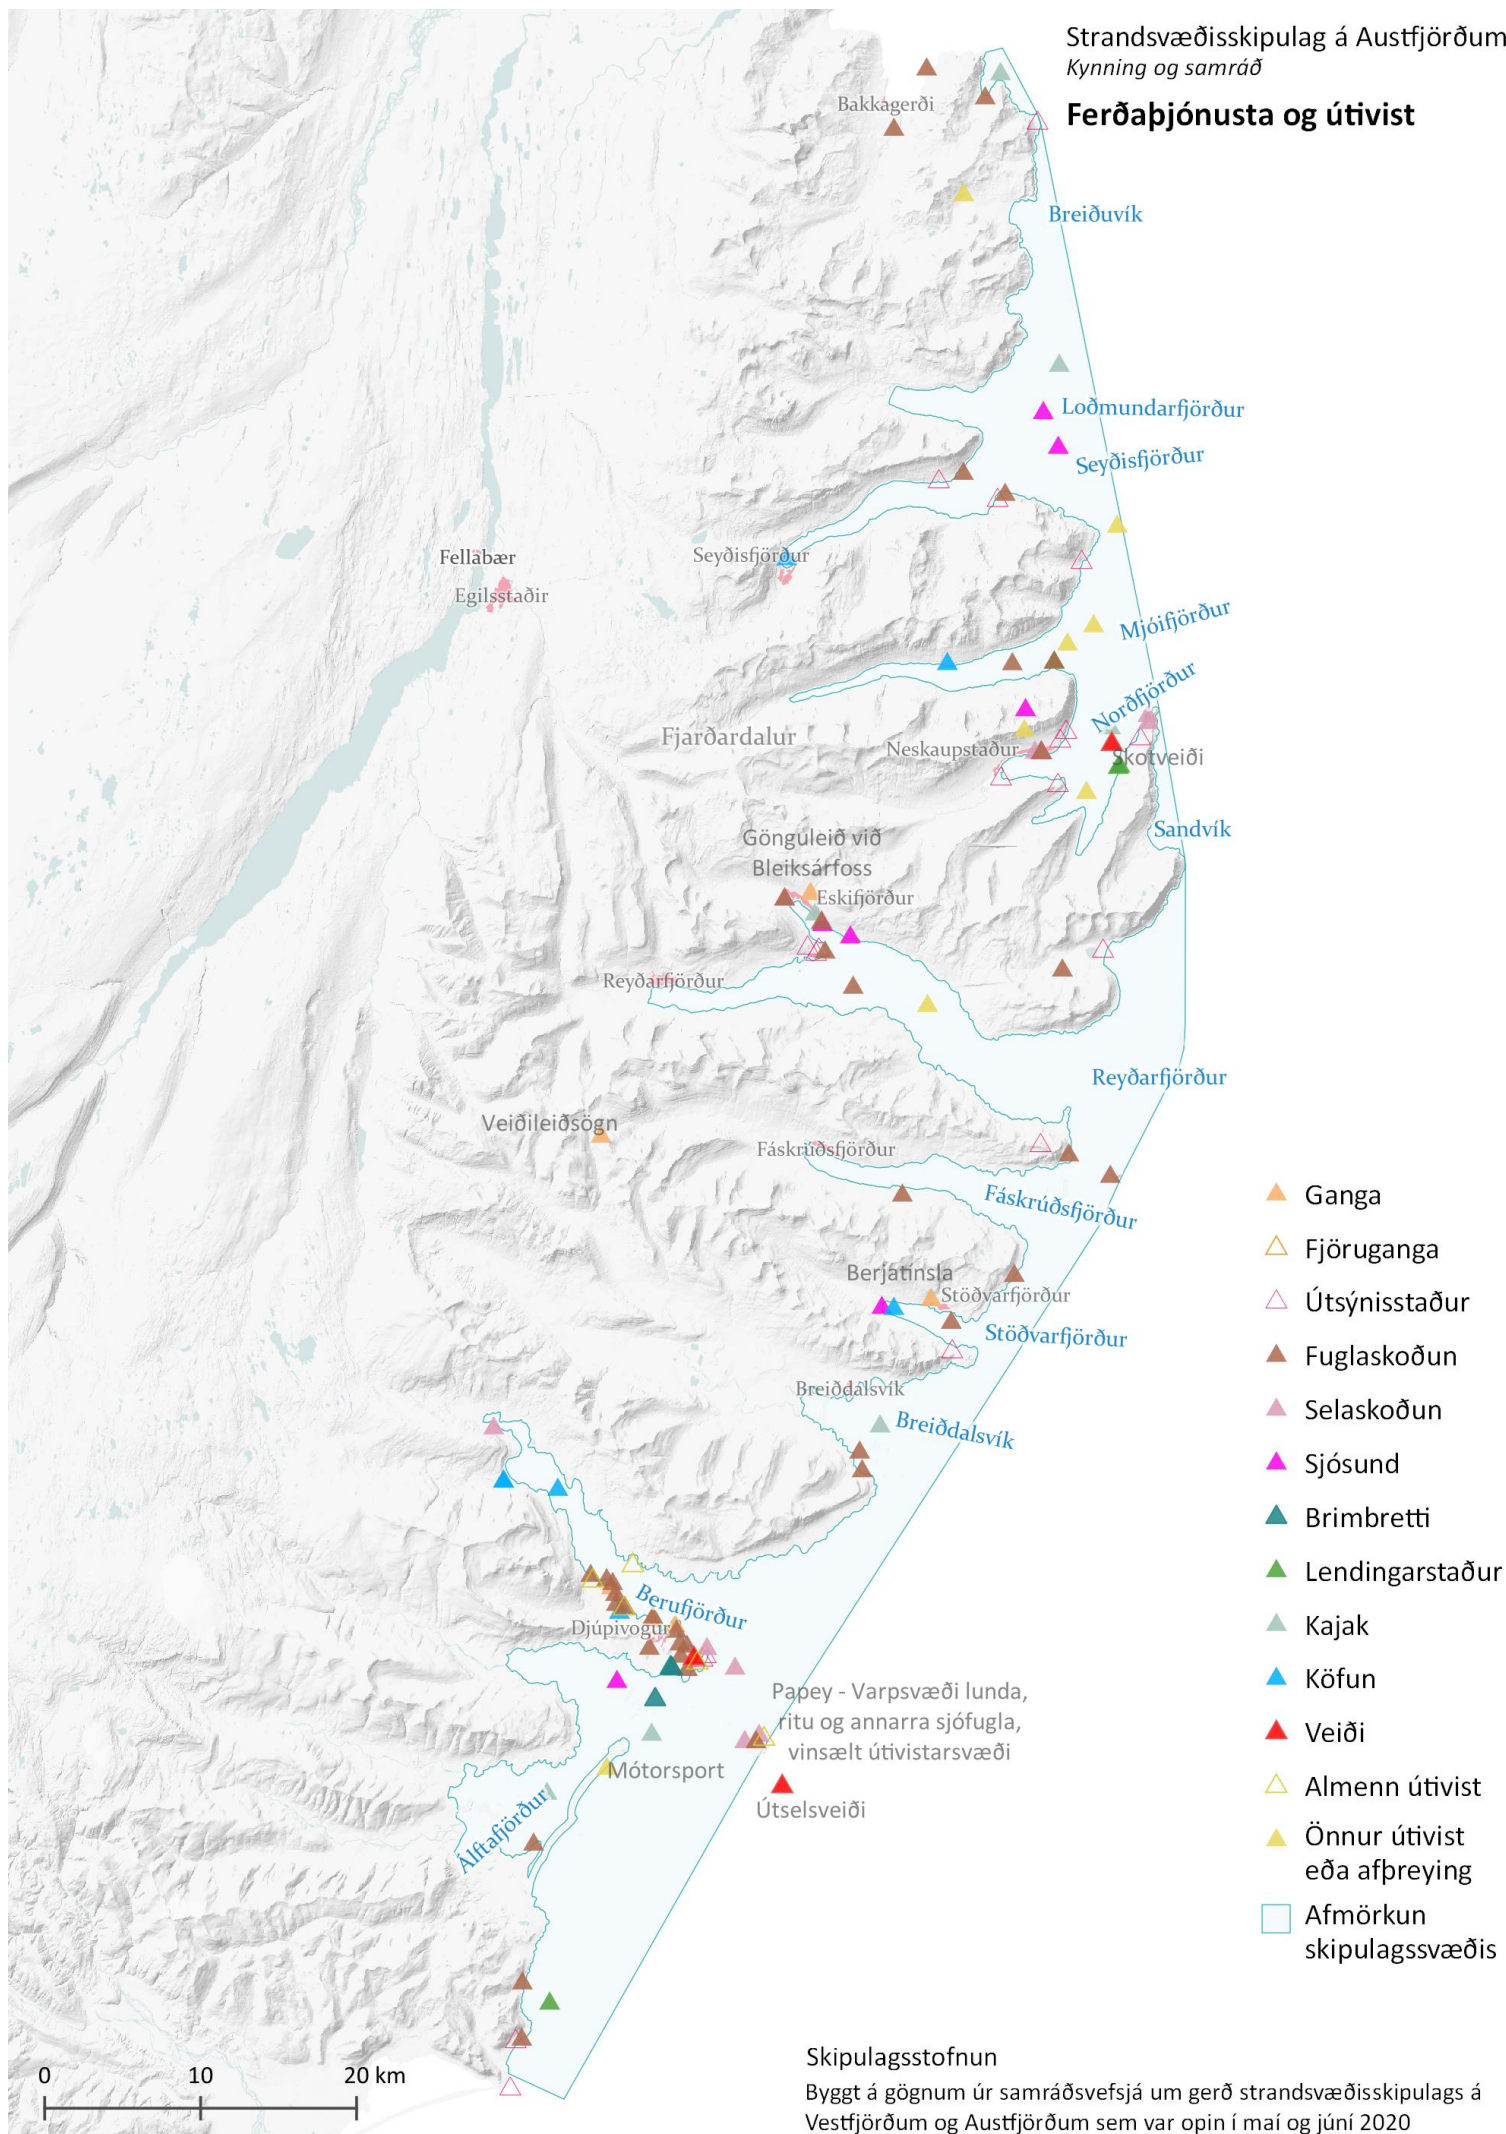 Strandsvæðisskipulag á Austfjörðum
Kynning og samráð
Ferðaþjónusta og útivist
Bakkagerði
Breiðuvík
Loðmundarfjörður
Seyðisfjörður
Seyðisfjörður
Fellabær
Egilsstaðir
Mjóifjörður
Norðfjörður
Fjarðardalur
Neskaupstaður
Skotveiði
Sandvík
Gönguleið við
Bleiksárfoss
Eskifjörður
Reyðarfjörður
Reyðarfjörður
Veiðileiðsögn
Fáskrúðsfjörður
Fáskrúðsfjörður
Berjatínsla
Stöðvarfjörður
Stöðvarfjörður
Breiðdalsvík
Breiðdalsvík
Berufjörður
Djúpivogur
Papey - Varpsvæði lunda,
ritu og annarra sjófugla,
vinsælt útivistarsvæði
Mótorsport
Útselsveiði
Álftafjörður
Ganga
Fjöruganga
Útsýnisstaður
Fuglaskoðun
Selaskoðun
Sjósund
Brimbretti
Lendingarstaður
Kajak
Köfun
Veiði
Almenn útivist
Önnur útivist
eða afþreying
Afmörkun
skipulagssvæðis
0 10 20 km
Skipulagsstofnun
Byggt á gögnum úr samráðsvefsjá um gerð strandsvæðisskipulags á
Vestfjörðum og Austfjörðum sem var opin í maí og júní 2020